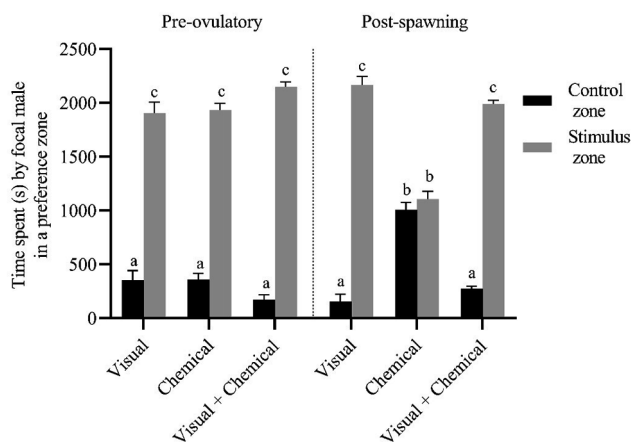 Pre-ovulatory
Post-spawning
Time spent (s) by focal male
in a preference zone
2500
2000
1500
1000
500
0
a
c
a
c
a
c
a
c
b
b
a
c
Visual
Chemical
Visual + Chemical
Visual
Chemical
Visual + Chemical
Control
zone
Stimulus
zone